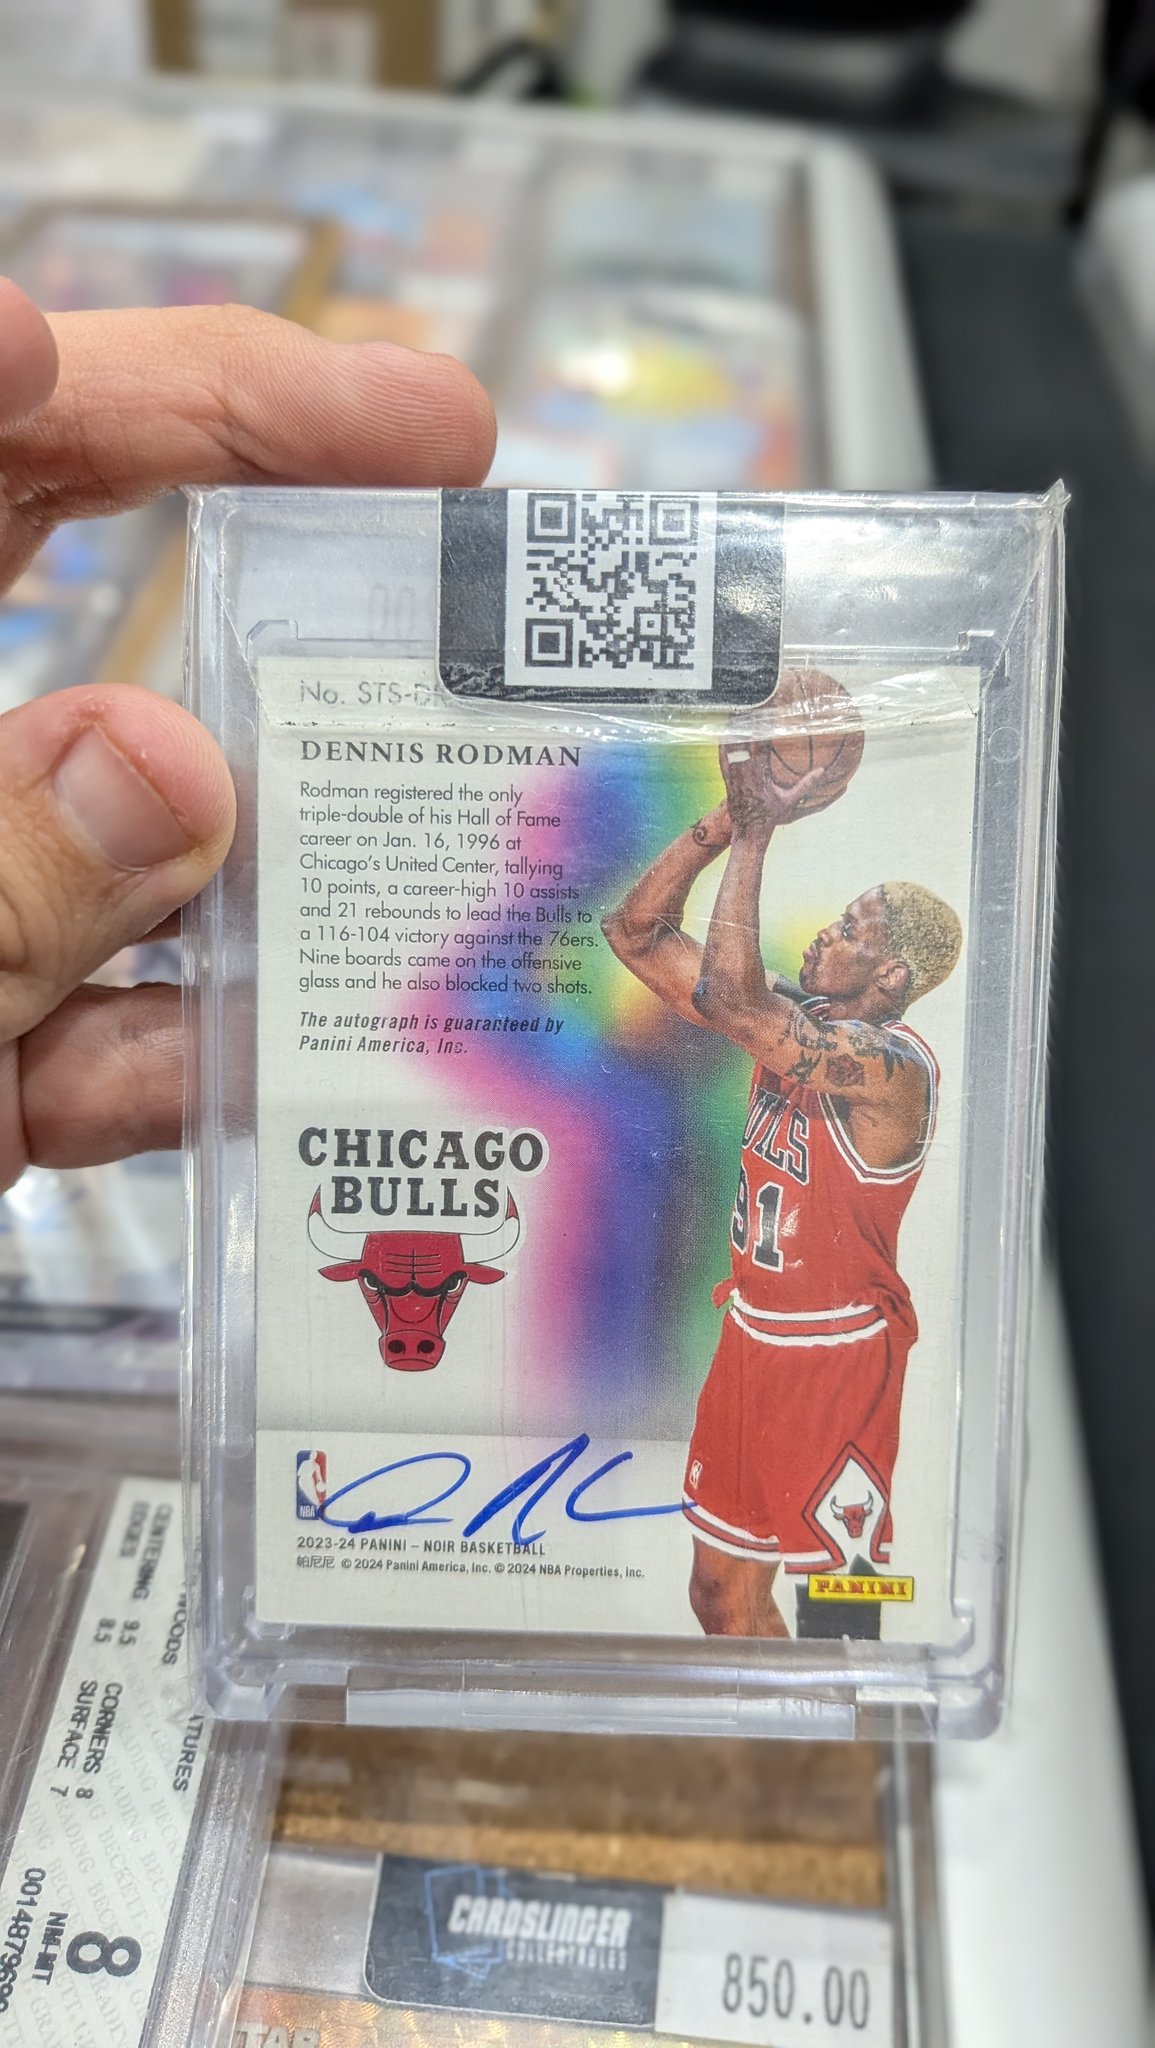 No. STS-DR
DENNIS RODMAN
Rodman registered the only
triple-double of his Hall of Fame
career on Jan. 16, 1996 at
Chicago's United Center, tallying
10 points, a career-high 10 assists
and 21 rebounds to lead the Bulls to
a 116-104 victory against the 76ers.
Nine boards came on the offensive
glass and he also blocked two shots.
The autograph is guaranteed by
Panini America, Inc.
CHICAGO
BULLS
BULLS
91
NBA
2023-24 PANINI – NOIR BASKETBALL
帕尼尼 © 2024 Panini America, Inc. © 2024 NBA Properties, Inc.
PANINI
130
CENTERING 9.5 CORNERS 8
EDGES 8.5 SURFACE 7
8
NM-MT
CARDSLINGER
COLLECTABLES
850.00